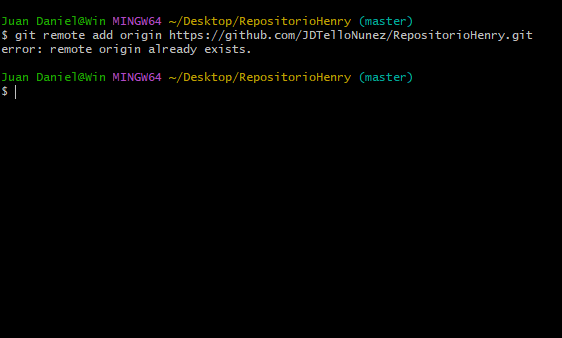 Juan Daniel@Win MINGW64 ~/Desktop/RepositorioHenry (master)
$ git remote add origin https://github.com/JDTelloNunez/RepositorioHenry.git
error: remote origin already exists.
Juan Daniel@Win MINGW64 ~/Desktop/RepositorioHenry (master)
$